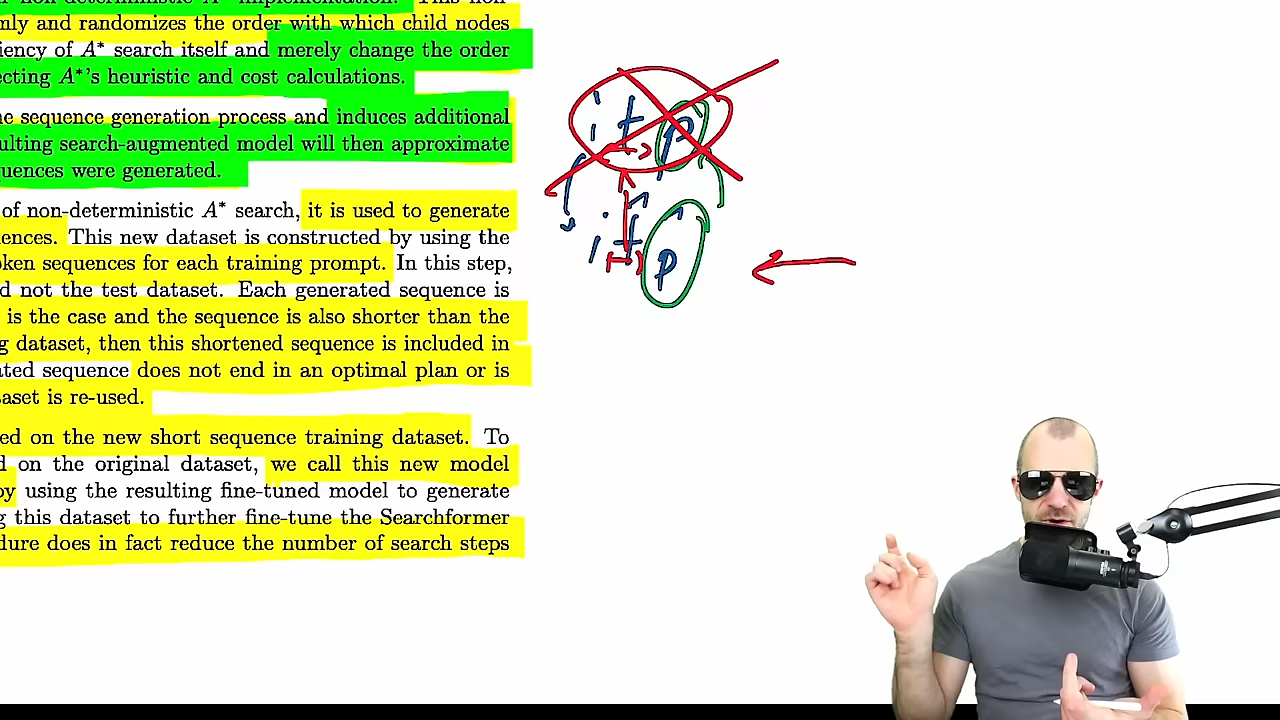 mly and randomizes the order with which child nodes
iency of A* search itself and merely change the order
ecting A*'s heuristic and cost calculations.
he sequence generation process and induces additional
ulting search-augmented model will then approximate
uences were generated.
of non-deterministic A* search, it is used to generate
ences. This new dataset is constructed by using the
oken sequences for each training prompt. In this step,
d not the test dataset. Each generated sequence is
is the case and the sequence is also shorter than the
g dataset, then this shortened sequence is included in
ated sequence does not end in an optimal plan or is
taset is re-used.
ed on the new short sequence training dataset. To
d on the original dataset, we call this new model
by using the resulting fine-tuned model to generate
g this dataset to further fine-tune the Searchformer
dure does in fact reduce the number of search steps
i t p
i t p